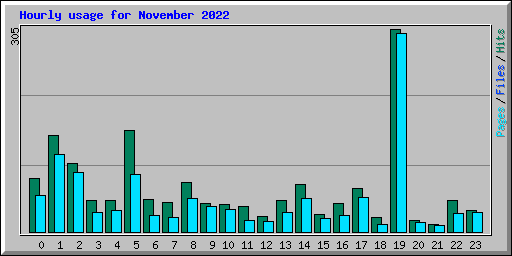 Hourly usage for November 2022
305
Pages/Files/Hits
0 1 2 3 4 5 6 7 8 9 10 11 12 13 14 15 16 17 18 19 20 21 22 23